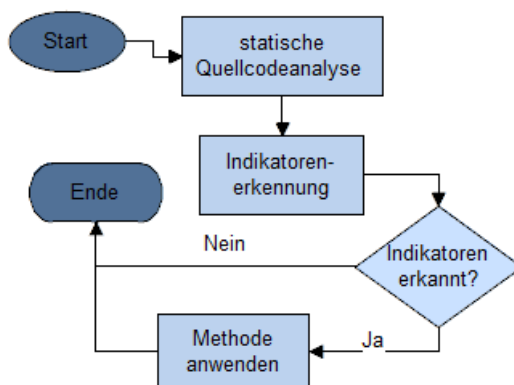 Start
statische
Quellcodeanalyse
Indikatoren-
erkennung
Ende
Nein
Indikatoren
erkannt?
Ja
Methode
anwenden